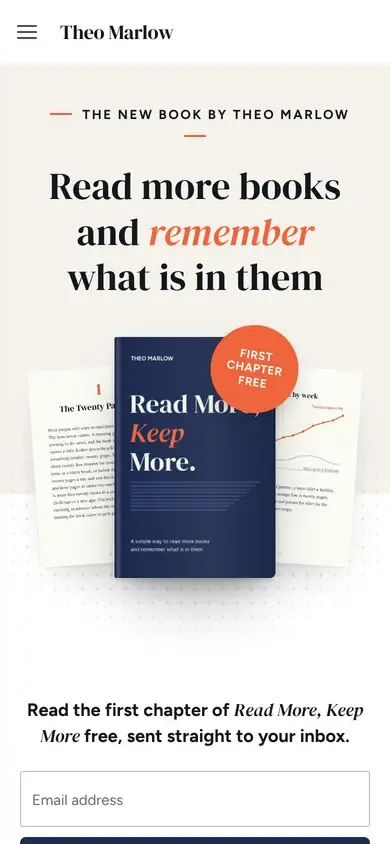 Theo Marlow
THE NEW BOOK BY THEO MARLOW
Read more books
and remember
what is in them
FIRST
CHAPTER
FREE
THEO MARLOW
Read More,
Keep
More.
A simple way to read more books
and remember what is in them
I
The Twenty Pa
by week
Read the first chapter of Read More, Keep
More free, sent straight to your inbox.
Email address